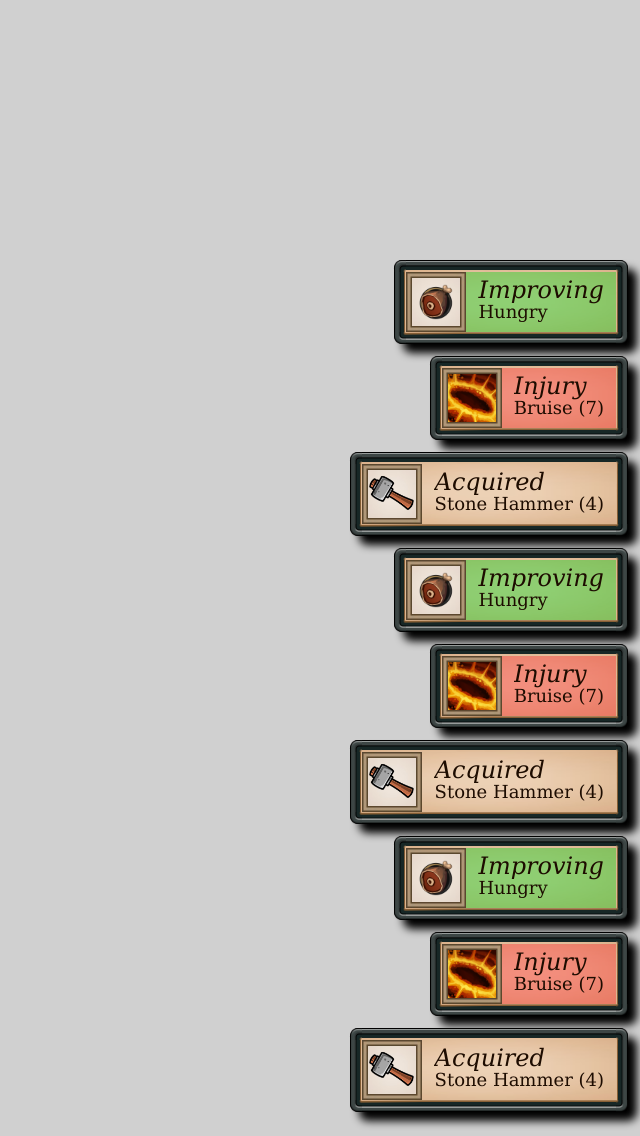 Improving
Hungry
Injury
Bruise (7)
Acquired
Stone Hammer (4)
Improving
Hungry
Injury
Bruise (7)
Acquired
Stone Hammer (4)
Improving
Hungry
Injury
Bruise (7)
Acquired
Stone Hammer (4)